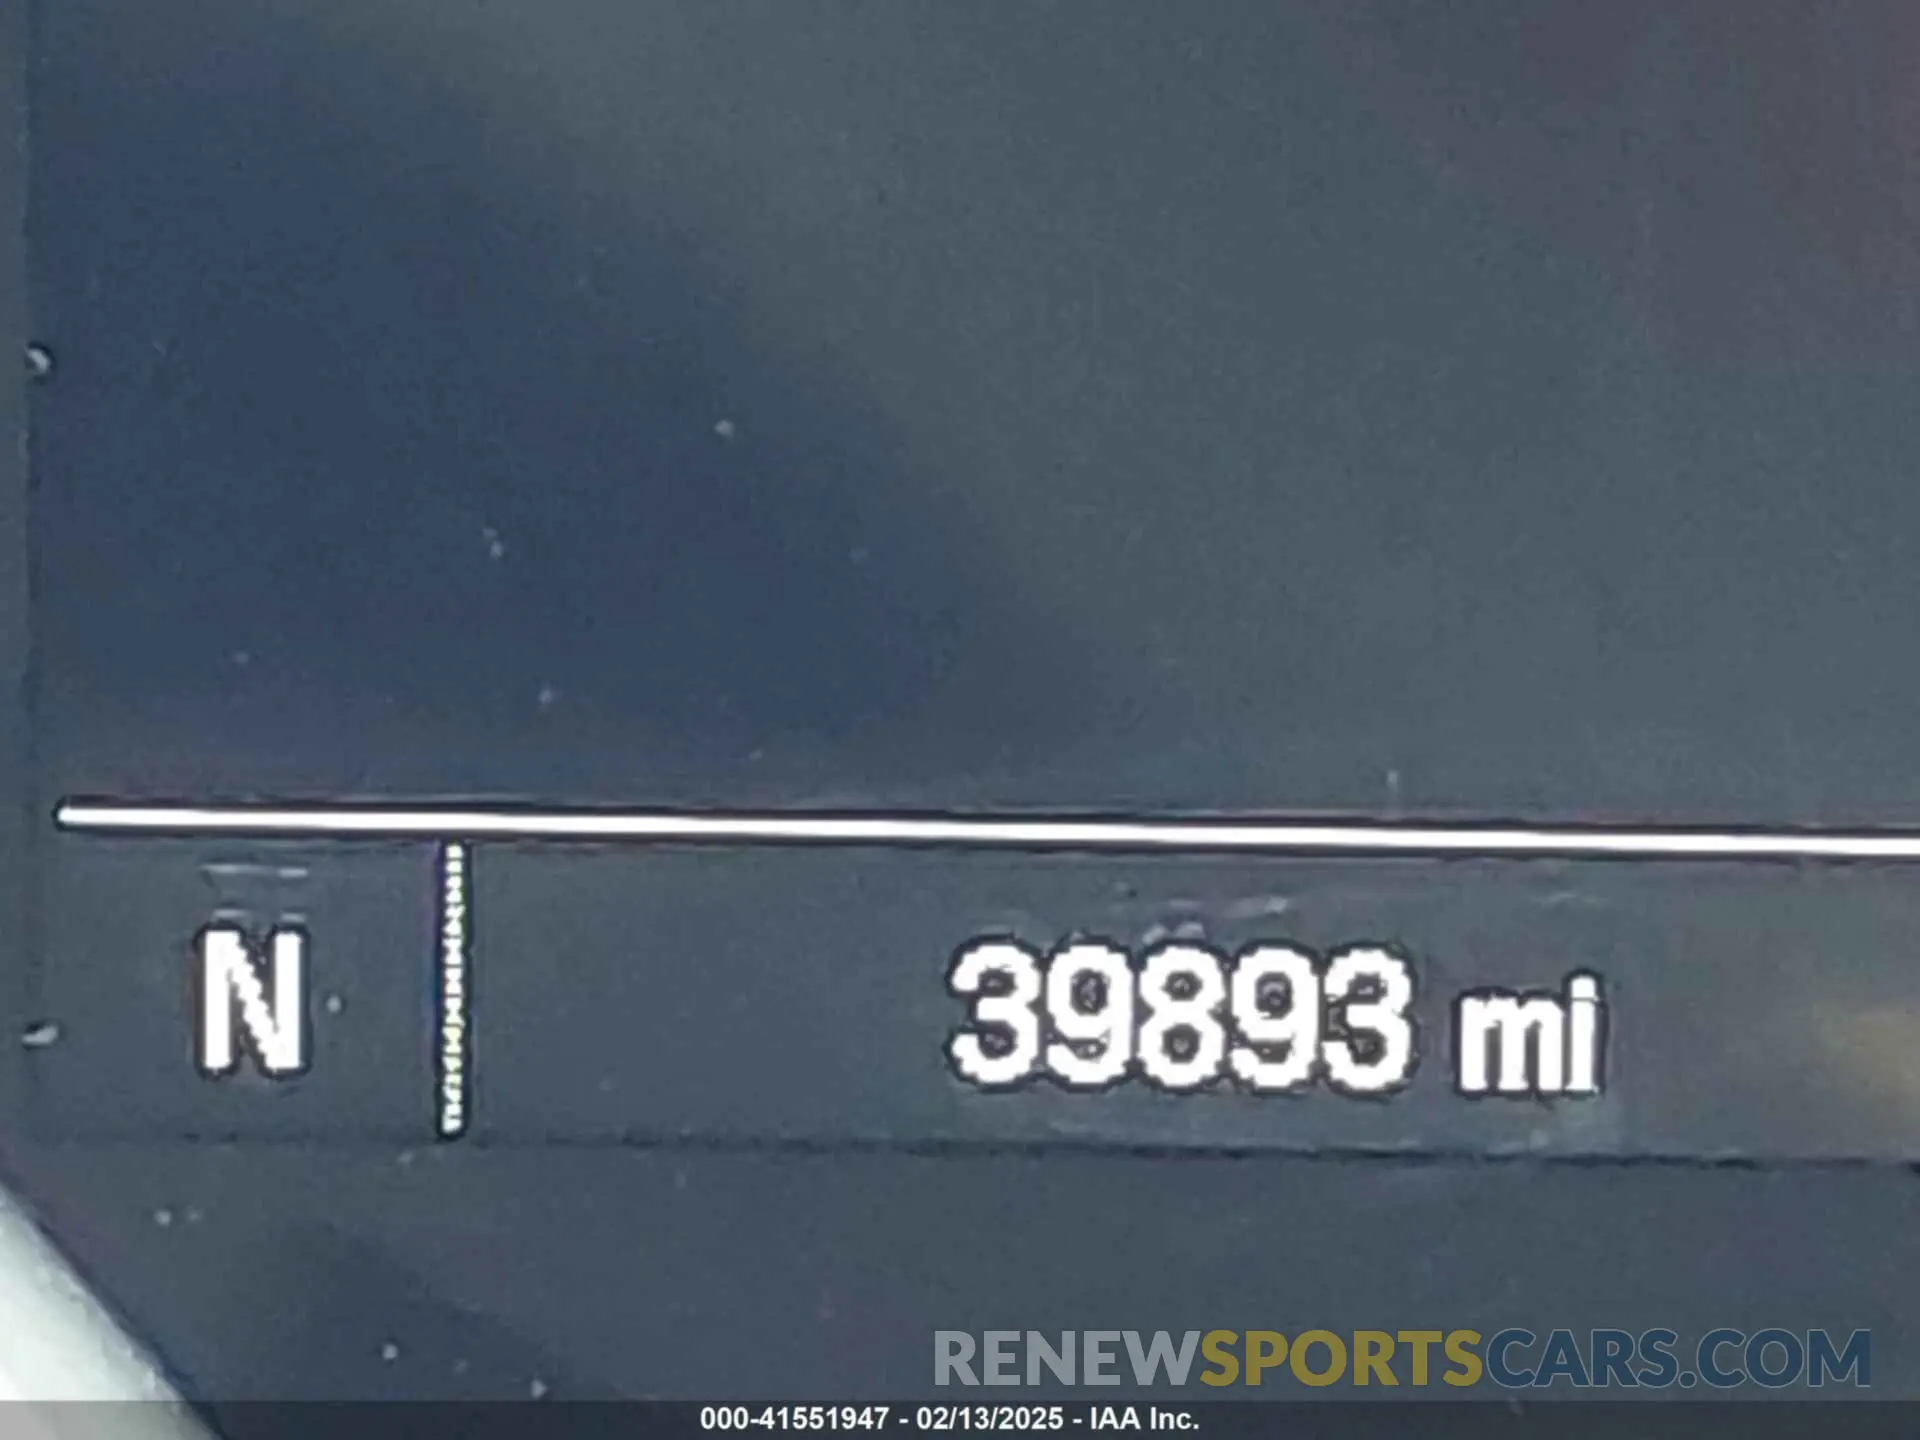 N 39893 mi
RENEWSPORTSCARS.COM
000-41551947 - 02/13/2025 - IAA Inc.